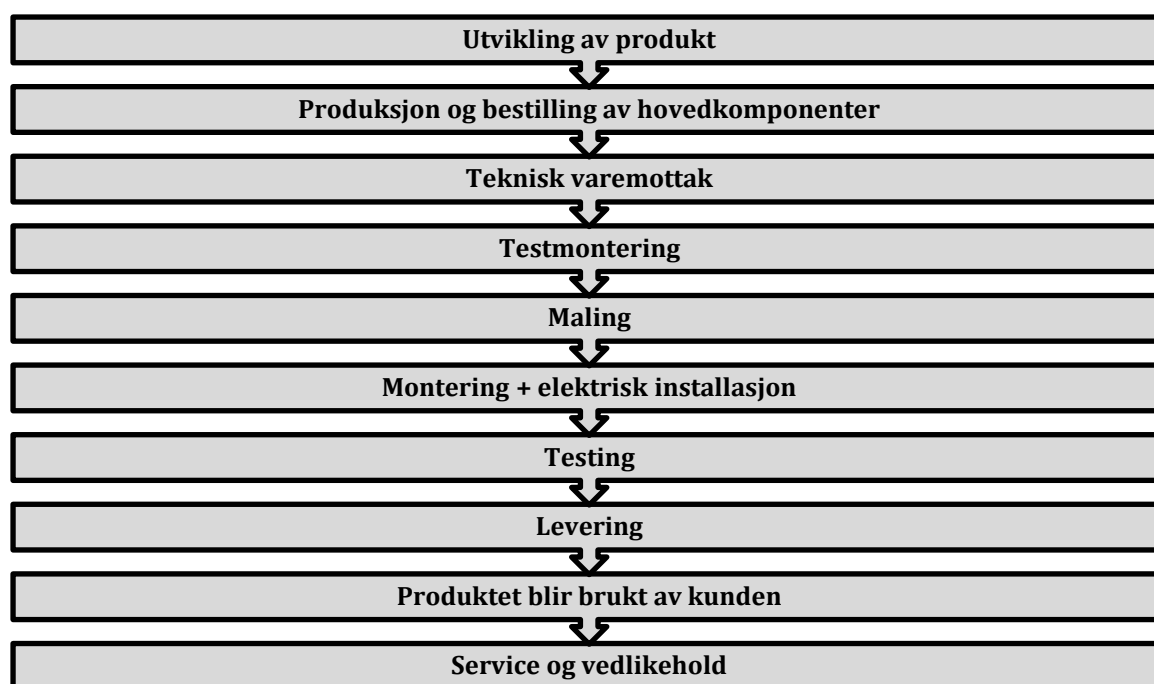 Utvikling av produkt
Produksjon og bestilling av hovedkomponenter
Teknisk varemottak
Testmontering
Maling
Montering + elektrisk installasjon
Testing
Levering
Produktet blir brukt av kunden
Service og vedlikehold